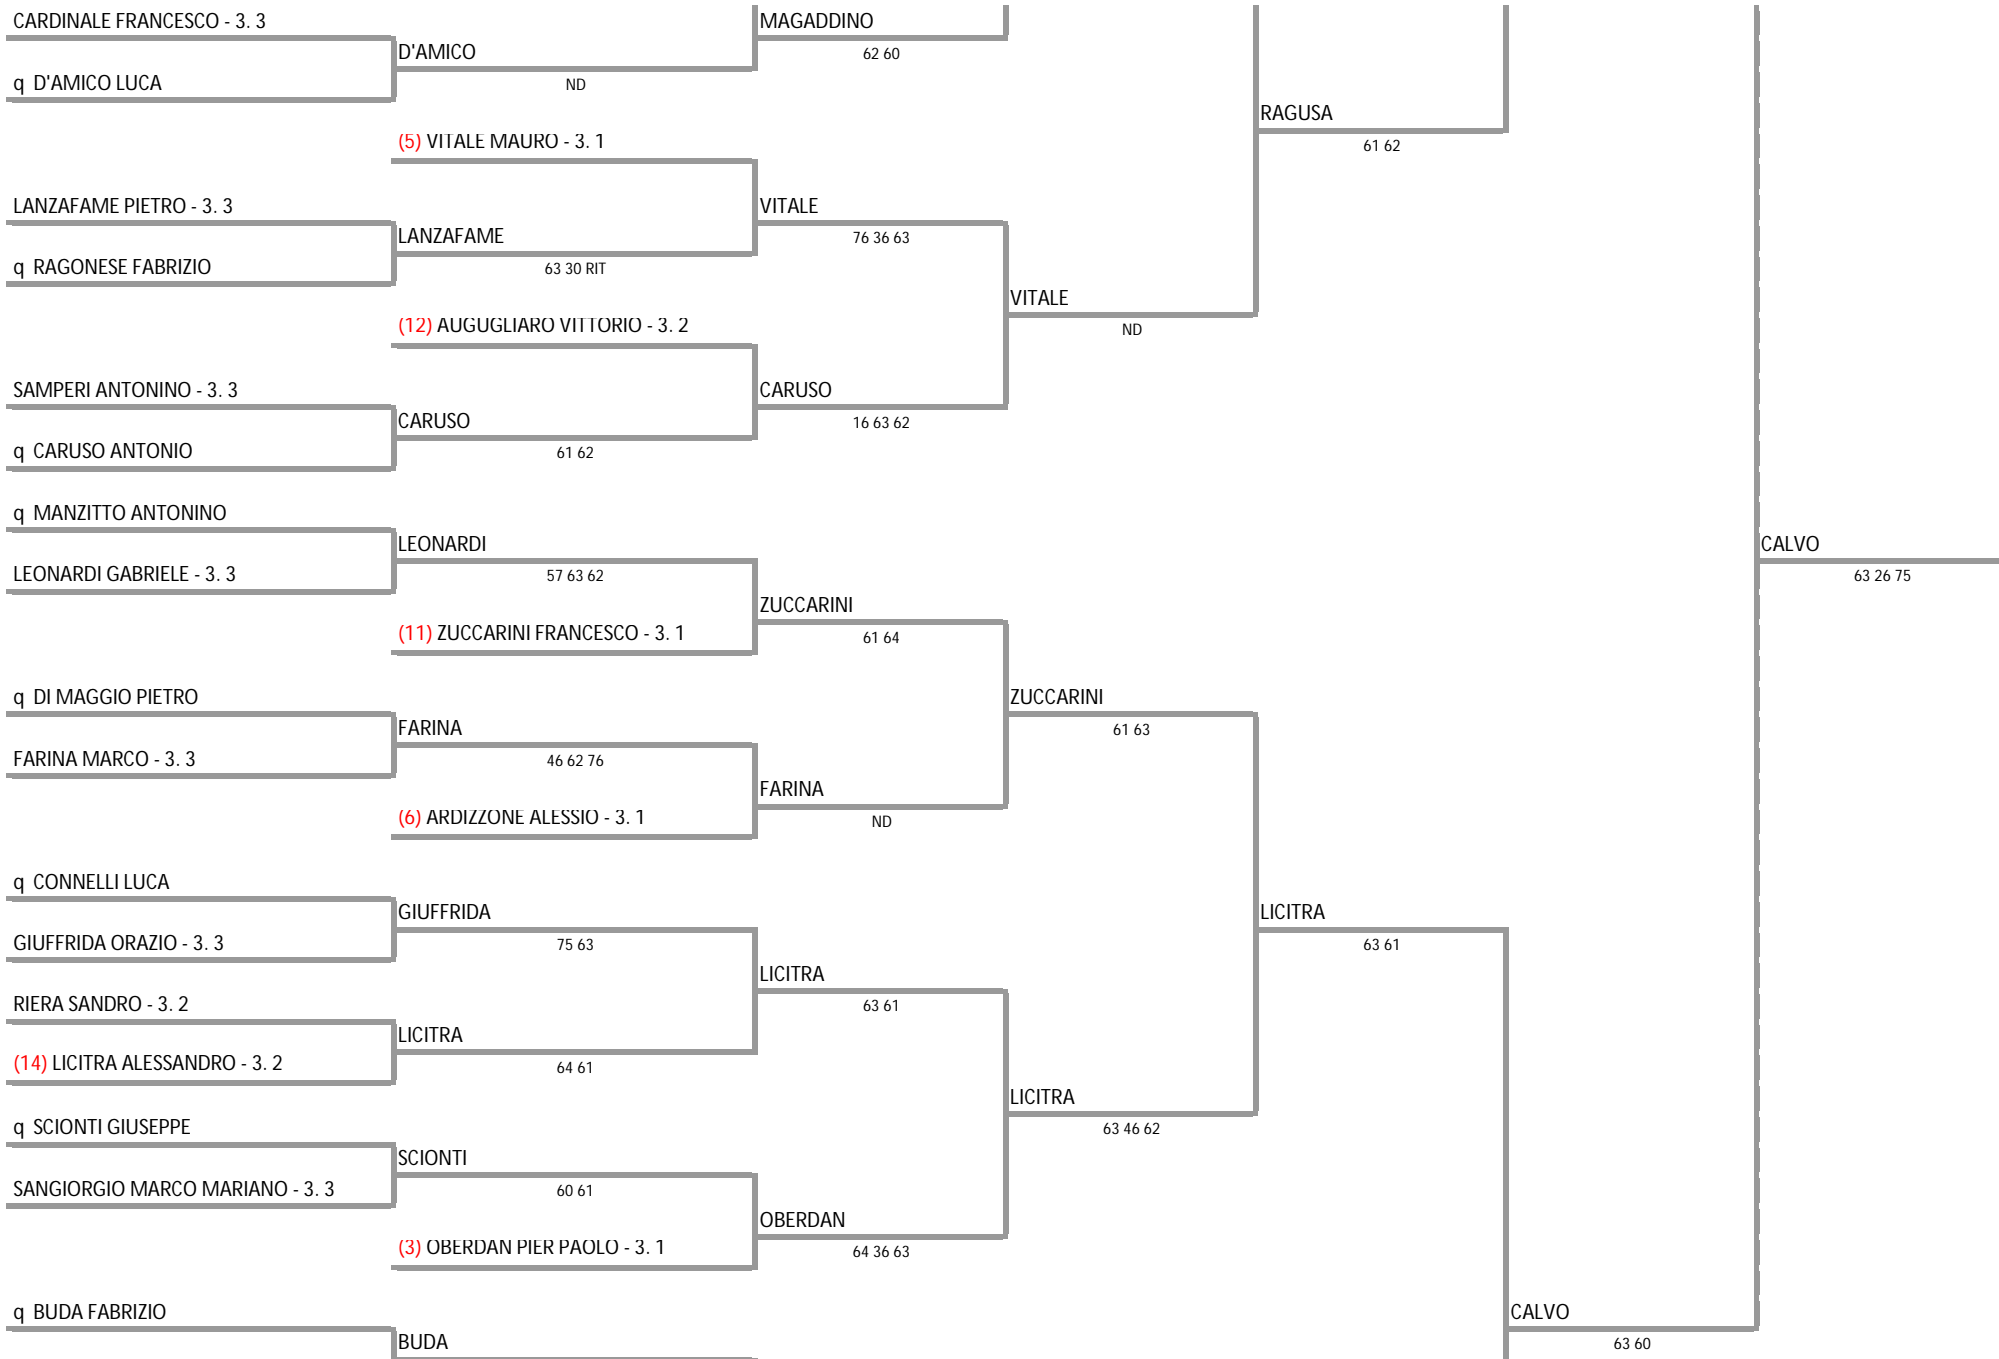 CARDINALE FRANCESCO - 3. 3
MAGADDINO
D'AMICO
62 60
q D'AMICO LUCA
ND
RAGUSA
(5) VITALE MAURO - 3. 1
61 62
LANZAFAME PIETRO - 3. 3
VITALE
LANZAFAME
76 36 63
q RAGONESE FABRIZIO
63 30 RIT
VITALE
(12) AUGUGLIARO VITTORIO - 3. 2
ND
SAMPERI ANTONINO - 3. 3
CARUSO
CARUSO
16 63 62
q CARUSO ANTONIO
61 62
q MANZITTO ANTONINO
LEONARDI
CALVO
LEONARDI GABRIELE - 3. 3
57 63 62
63 26 75
ZUCCARINI
(11) ZUCCARINI FRANCESCO - 3. 1
61 64
q DI MAGGIO PIETRO
ZUCCARINI
FARINA
61 63
FARINA MARCO - 3. 3
46 62 76
FARINA
(6) ARDIZZONE ALESSIO - 3. 1
ND
q CONNELLI LUCA
GIUFFRIDA
LICITRA
GIUFFRIDA ORAZIO - 3. 3
75 63
63 61
LICITRA
RIERA SANDRO - 3. 2
63 61
LICITRA
(14) LICITRA ALESSANDRO - 3. 2
64 61
LICITRA
q SCIONTI GIUSEPPE
63 46 62
SCIONTI
SANGIORGIO MARCO MARIANO - 3. 3
60 61
OBERDAN
(3) OBERDAN PIER PAOLO - 3. 1
64 36 63
q BUDA FABRIZIO
CALVO
BUDA
63 60